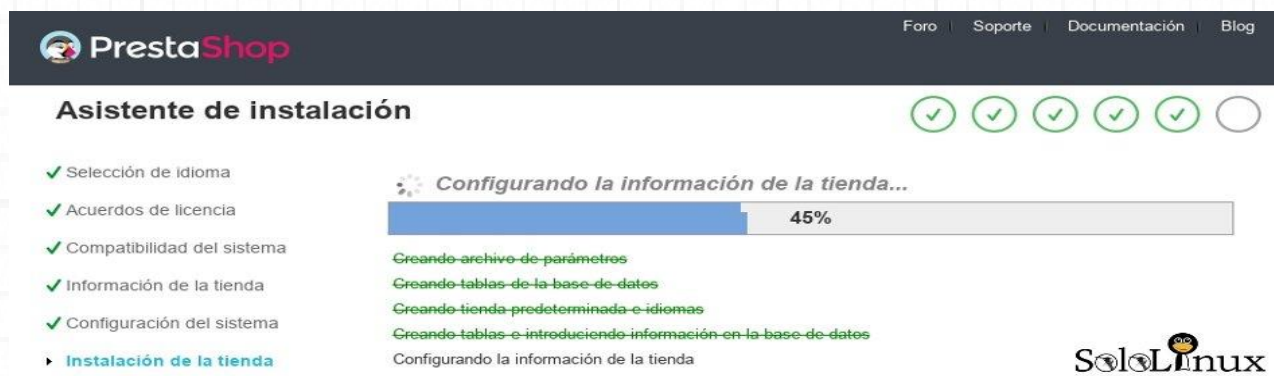 PrestaShop
Foro
Soporte
Documentación
Blog
Asistente de instalación
Selección de idioma
Acuerdos de licencia
Compatibilidad del sistema
Información de la tienda
Configuración del sistema
Instalación de la tienda
Configurando la información de la tienda...
45%
Creando archivo de parámetros
Creando tablas de la base de datos
Creando tienda predeterminada e idiomas
Creando tablas e introduciendo información en la base de datos
Configurando la información de la tienda
SoloLinux